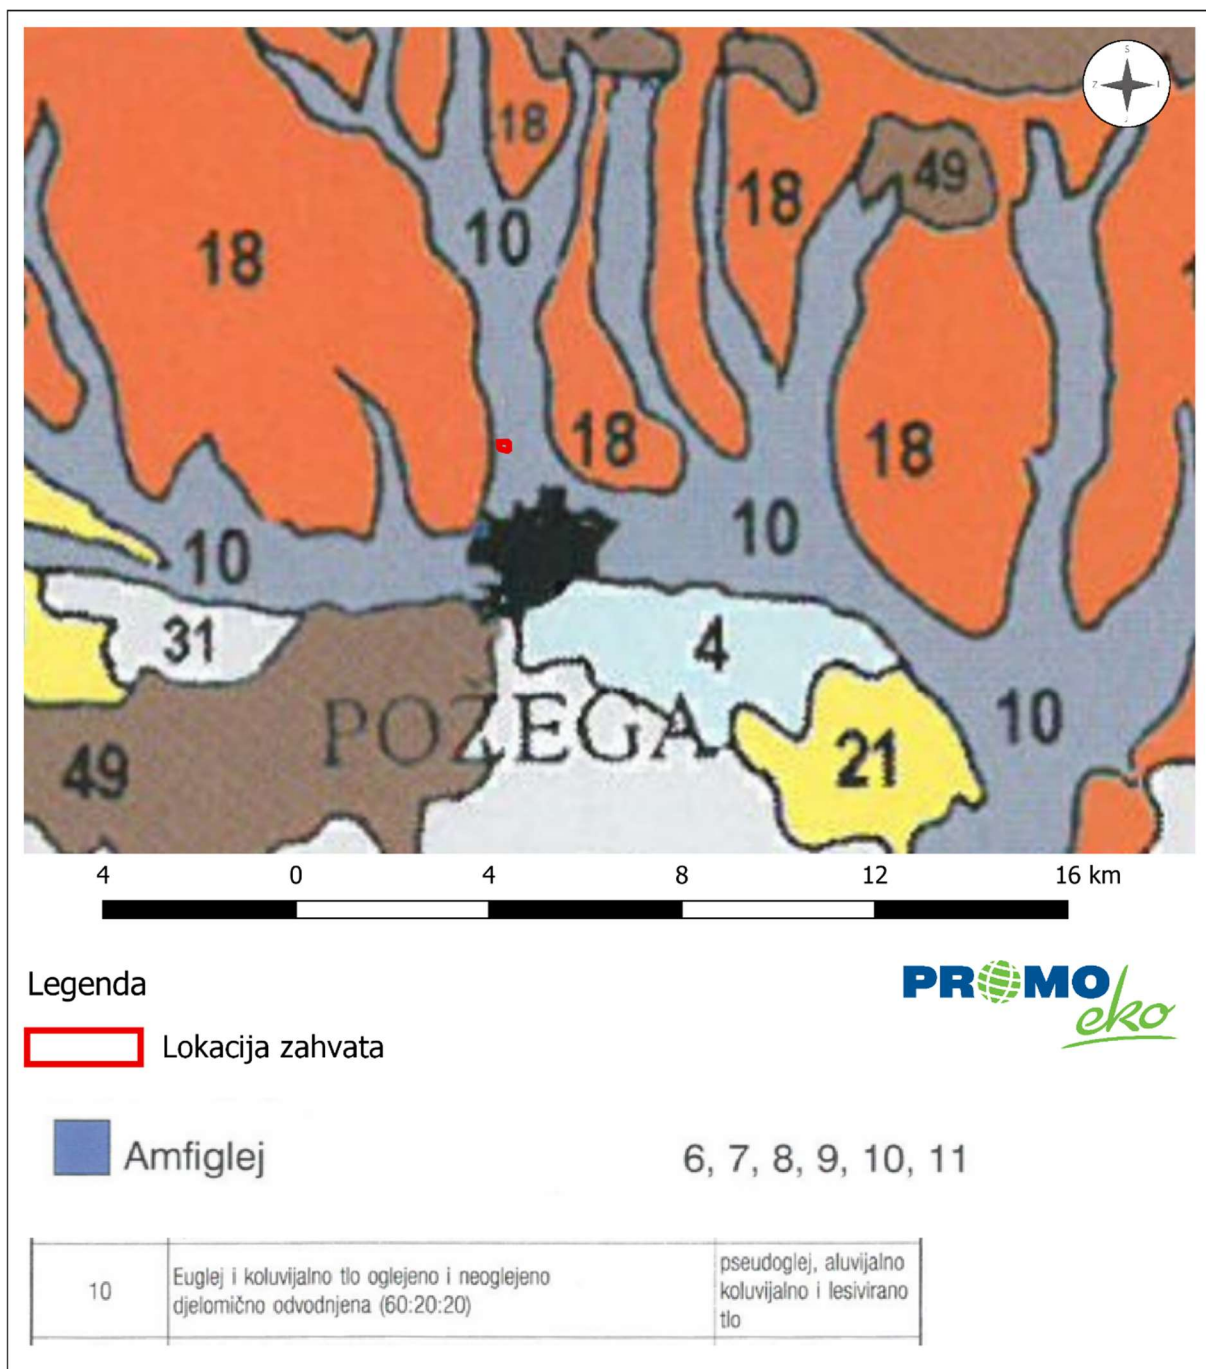 S
Z
I
J
18
49
18
10
18
18
18
10
10
31
4
POŽEGA
10
21
49
4 0 4 8 12 16 km
Legenda
PROMO
eko
Lokacija zahvata
Amfiglej 6, 7, 8, 9, 10, 11
10
Euglej i koluvijalno tlo oglejeno i neoglejeno
djelomično odvodnjena (60:20:20)
pseudoglej, aluvijalno
koluvijalno i lesivirano
tlo